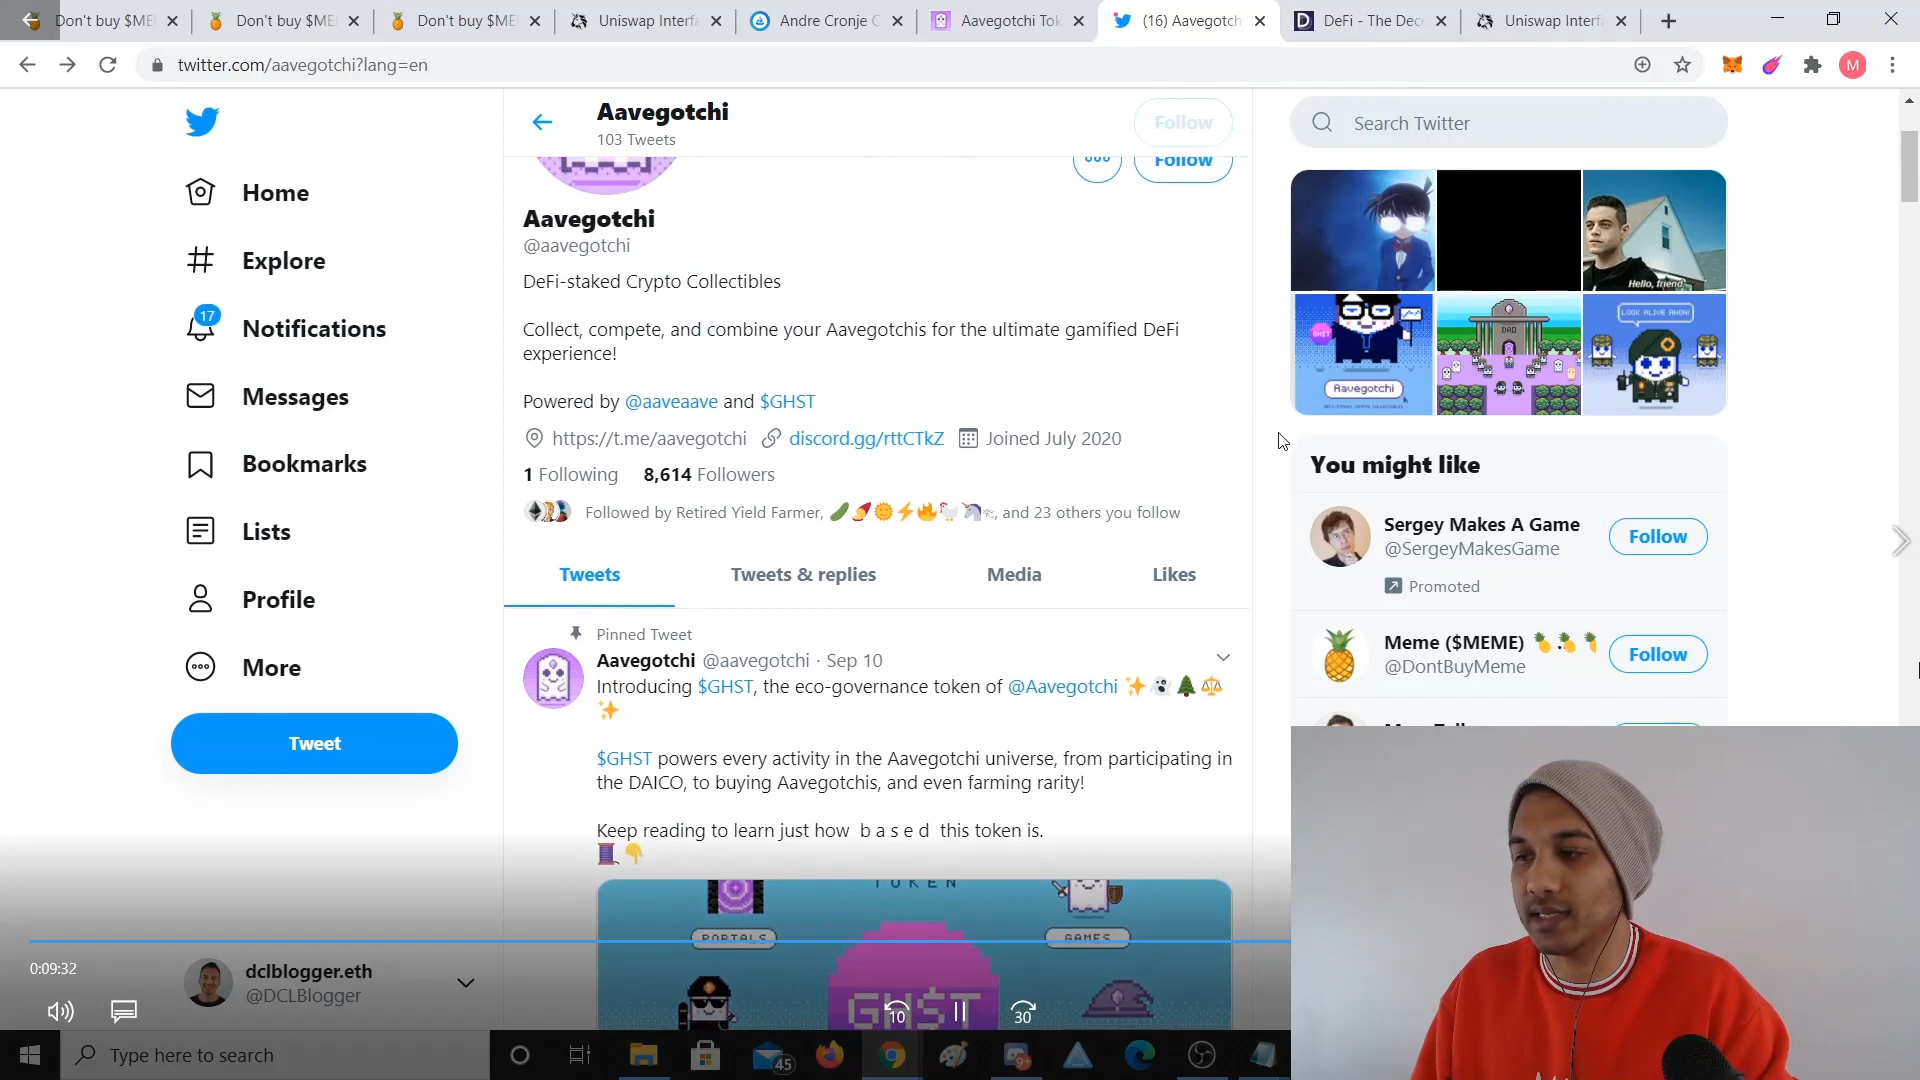 Don't buy $ME
Don't buy $ME
Don't buy $ME
Uniswap Interfa
Andre Cronje C
Aavegotchi Tok
(16) Aavegotch
DeFi - The Dece
Uniswap Interf
twitter.com/aavegotchi?lang=en
M
Home
Explore
17
Notifications
Messages
Bookmarks
Lists
Profile
More
Tweet
dclblogger.eth
@DCLBlogger
Aavegotchi
103 Tweets
Follow
Follow
Aavegotchi
@aavegotchi
DeFi-staked Crypto Collectibles
Collect, compete, and combine your Aavegotchis for the ultimate gamified DeFi
experience!
Powered by @aaveaave and $GHST
https://t.me/aavegotchi discord.gg/rttCTkZ Joined July 2020
1 Following 8,614 Followers
Followed by Retired Yield Farmer, 🥒🍠🌞⚡🔥🐓🦄, and 23 others you follow
Tweets Tweets & replies Media Likes
Pinned Tweet
Aavegotchi @aavegotchi · Sep 10
Introducing $GHST, the eco-governance token of @Aavegotchi ✨👻🌲⚖️
✨
$GHST powers every activity in the Aavegotchi universe, from participating in
the DAICO, to buying Aavegotchis, and even farming rarity!
Keep reading to learn just how b a s e d this token is.
🧵👇
TOKEN
PORTALS
GAMES
GH$T
Search Twitter
Hello, friend.
GHST
Aavegotchi
DAO
LOOK ALIVE ANON!
You might like
Sergey Makes A Game
@SergeyMakesGame
Follow
Promoted
Meme ($MEME) 🍍.🍍
@DontBuyMeme
Follow
0:09:32
10
30
Type here to search
45
9+